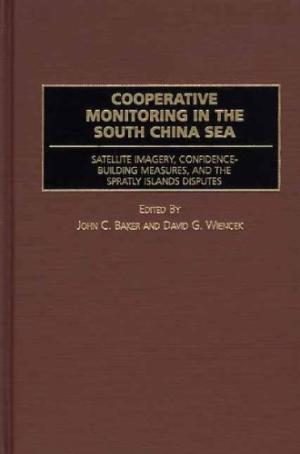 COOPERATIVE
MONITORING IN THE
SOUTH CHINA SEA
SATELLITE IMAGERY, CONFIDENCE-
BUILDING MEASURES, AND THE
SPRATLY ISLANDS DISPUTES
EDITED BY
JOHN C. BAKER AND DAVID G. WIENCEK